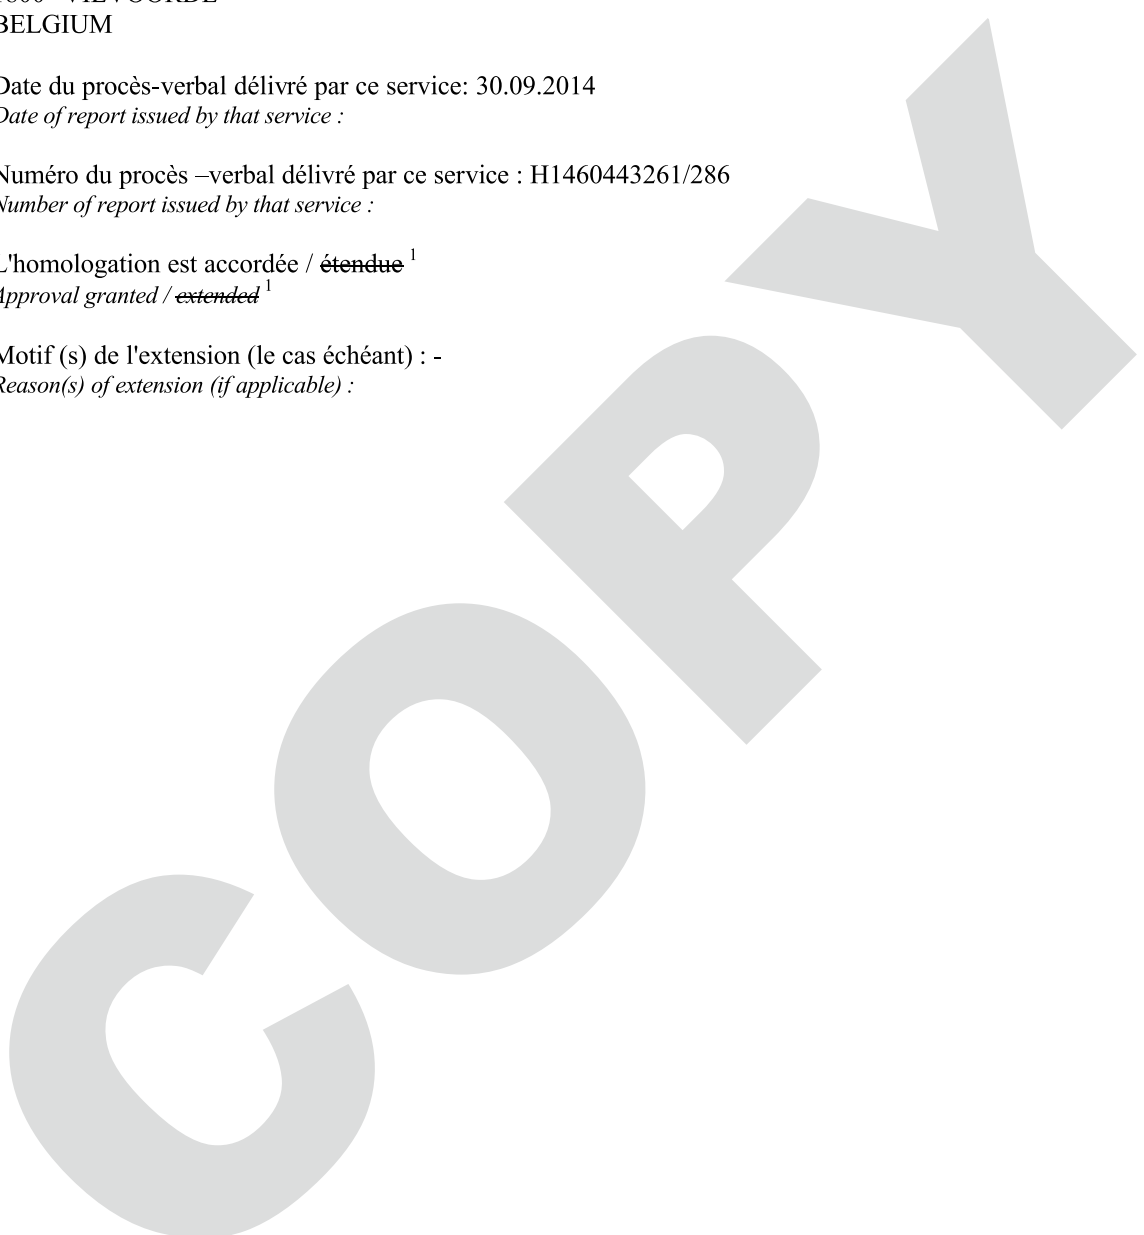 1800 - VILVOORDE
BELGIUM
Date du procès-verbal délivré par ce service: 30.09.2014
Date of report issued by that service :
Numéro du procès –verbal délivré par ce service : H1460443261/286
Number of report issued by that service :
L'homologation est accordée / étendue 1
Approval granted / extended 1
Motif (s) de l'extension (le cas échéant) : -
Reason(s) of extension (if applicable) :
COPY